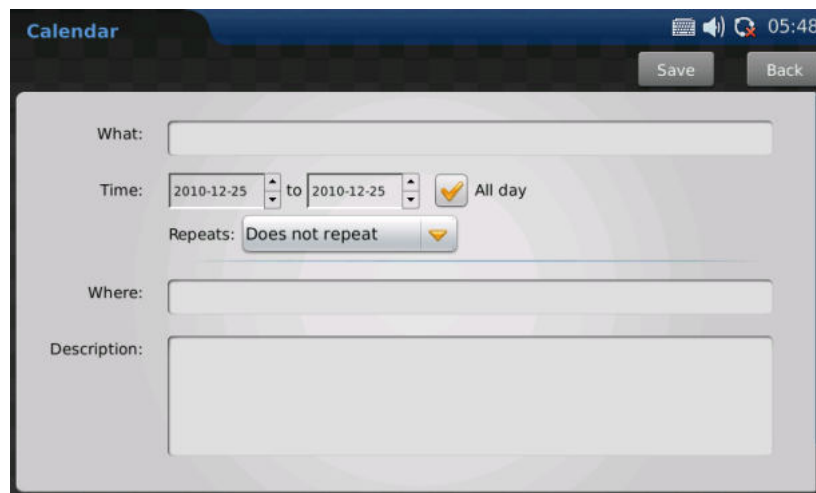 Calendar 05:48
Save Back
What:
Time: 2010-12-25 to 2010-12-25 All day
Repeats: Does not repeat
Where:
Description: